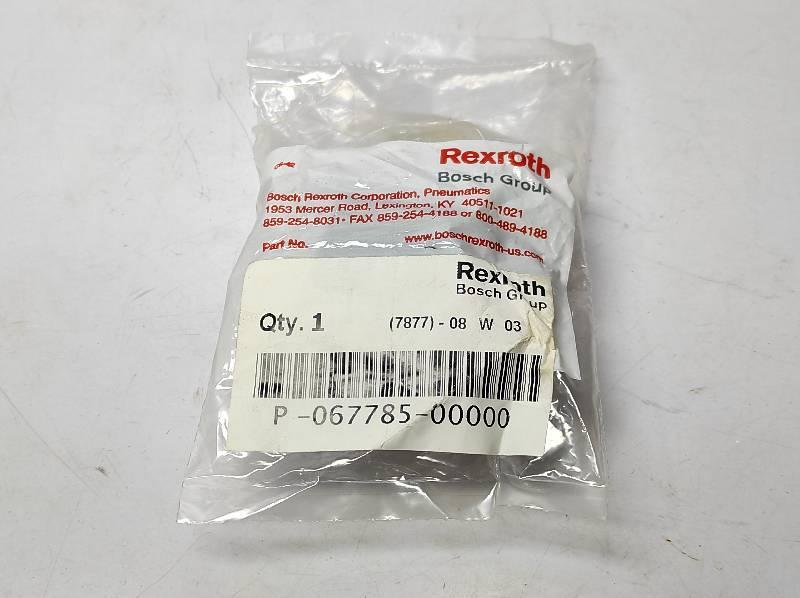 Rexroth
Bosch Group
Bosch Rexroth Corporation, Pneumatics
1953 Mercer Road, Lexington, KY 40511-1021
859-254-8031• FAX 859-254-4188 or 800-489-4188
Part No.
www.boschrexroth-us.com
Rexroth
Bosch Group
Qty. 1 (7877) - 08 W 03
P -067785-00000